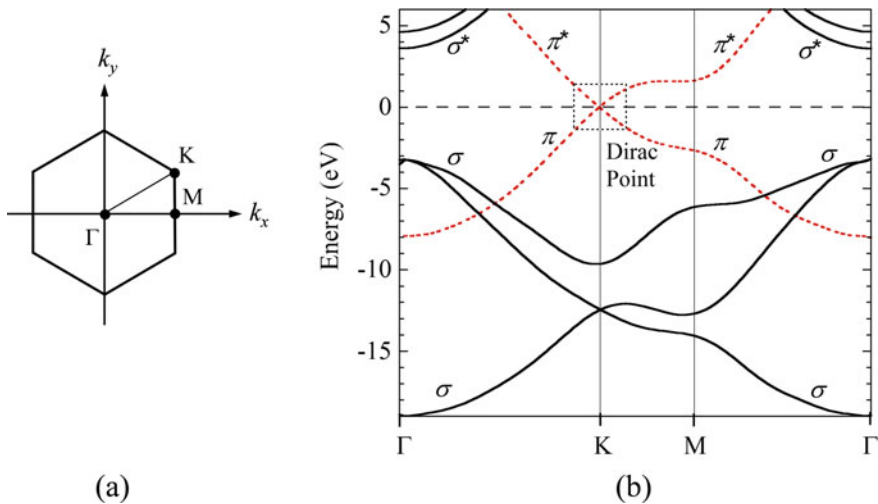 k_y
K
M
Γ
k_x
(a)
Energy (eV)
5
0
-5
-10
-15
σ*
π*
π*
σ*
π
π
Dirac
Point
σ
σ
σ
σ
Γ
K
M
Γ
(b)